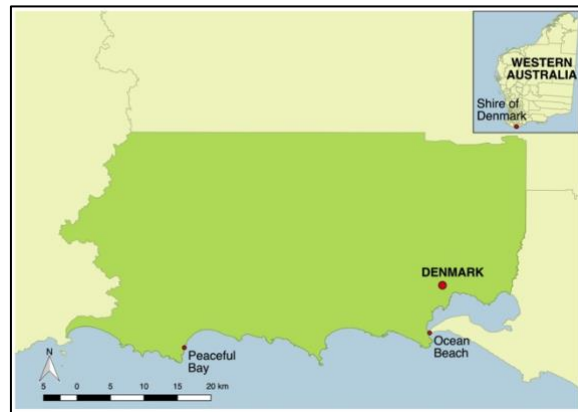 WESTERN
AUSTRALIA
Shire of
Denmark
DENMARK
Ocean
Beach
Peaceful
Bay
N
5 0 5 10 15 20 km